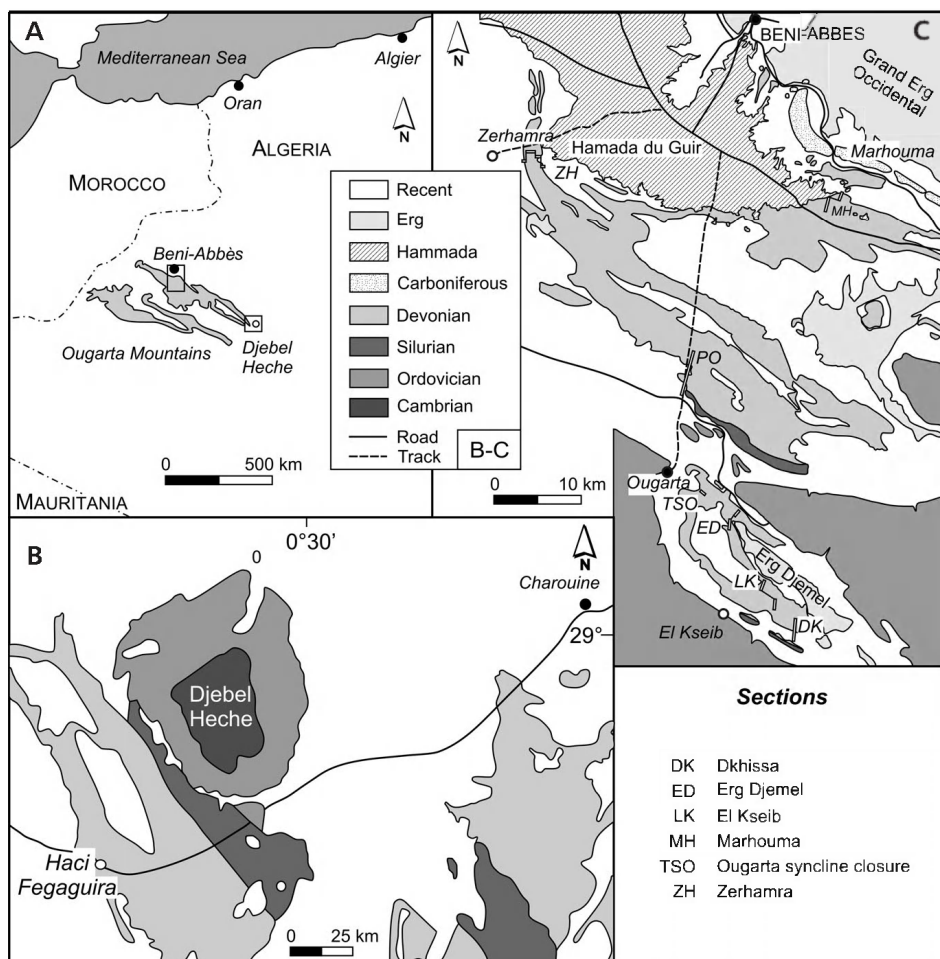 A
Mediterranean Sea
Algier
Oran
N
ALGERIA
MOROCCO
Beni-Abbès
Ougarta Mountains
Djebel
Heche
0 500 km
MAURITANIA
Recent
Erg
Hammada
Carboniferous
Devonian
Silurian
Ordovician
Cambrian
Road
Track
B-C
C
N
BENI-ABBES
Grand Erg
Occidental
Zerhamra
Hamada du Guir
Marhouma
ZH
MH
PO
0 10 km
Ougarta
TSO
ED
Erg Djemel
LK
El Kseib
DK
B
0°30'
0
N
Charouine
29°
Djebel
Heche
Haci
Fegaguira
0 25 km
Sections
DK Dkhissa
ED Erg Djemel
LK El Kseib
MH Marhouma
TSO Ougarta syncline closure
ZH Zerhamra